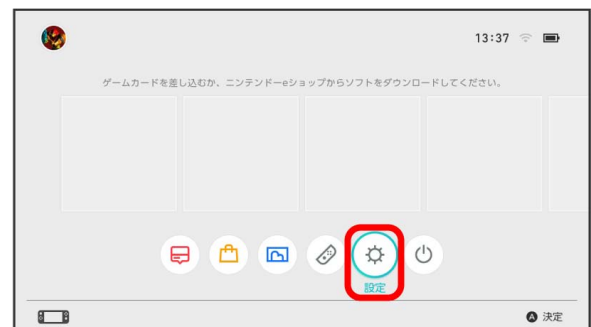 13:37
ゲームカードを差し込むか、ニンテンドーeショップからソフトをダウンロードしてください。
設定
A 決定